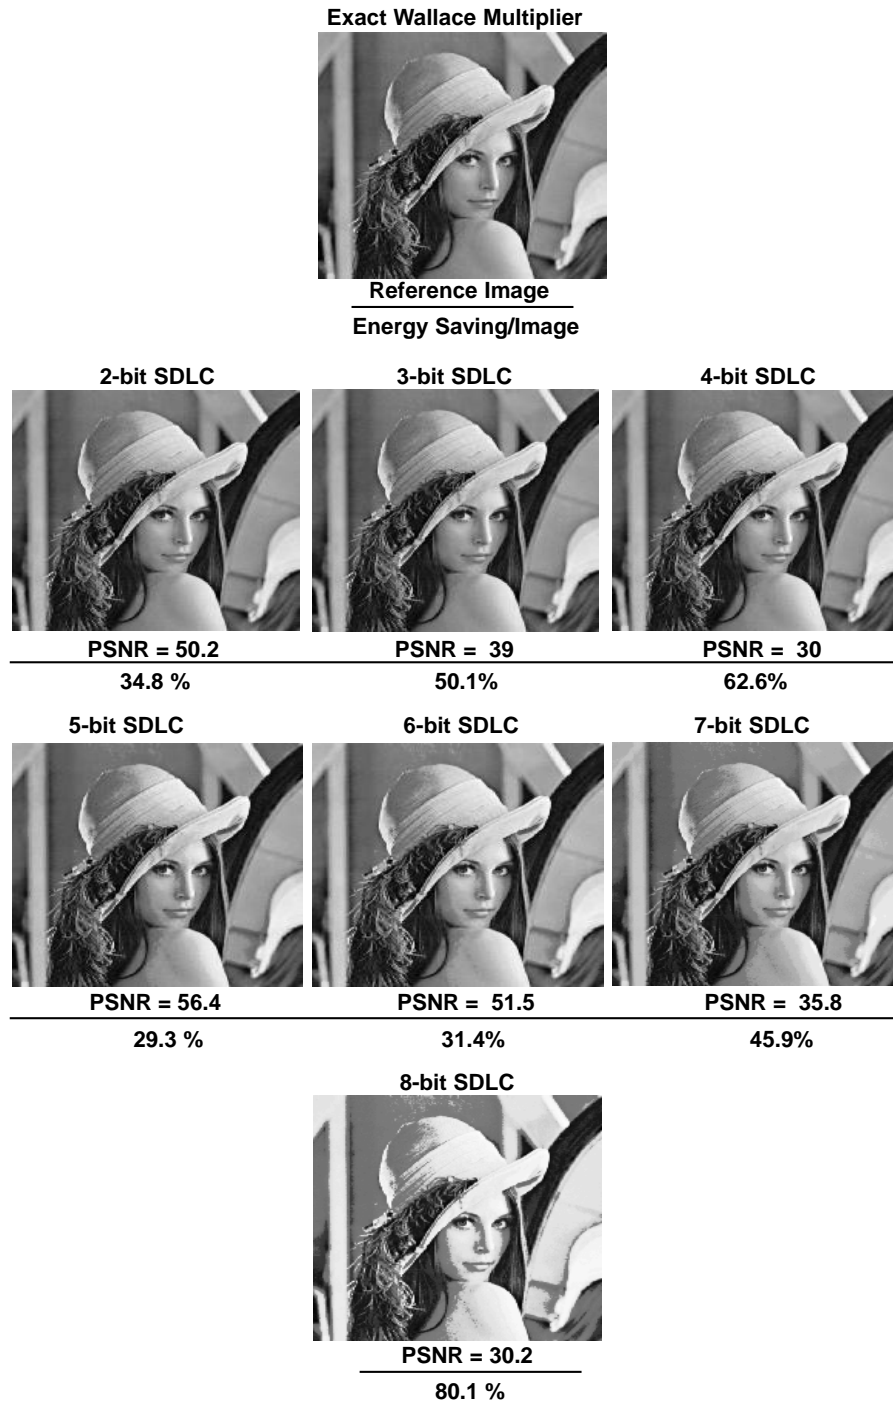 Exact Wallace Multiplier
Reference Image
Energy Saving/Image
2-bit SDLC 3-bit SDLC 4-bit SDLC
PSNR = 50.2 PSNR = 39 PSNR = 30
34.8 % 50.1% 62.6%
5-bit SDLC 6-bit SDLC 7-bit SDLC
PSNR = 56.4 PSNR = 51.5 PSNR = 35.8
29.3 % 31.4% 45.9%
8-bit SDLC
PSNR = 30.2
80.1 %